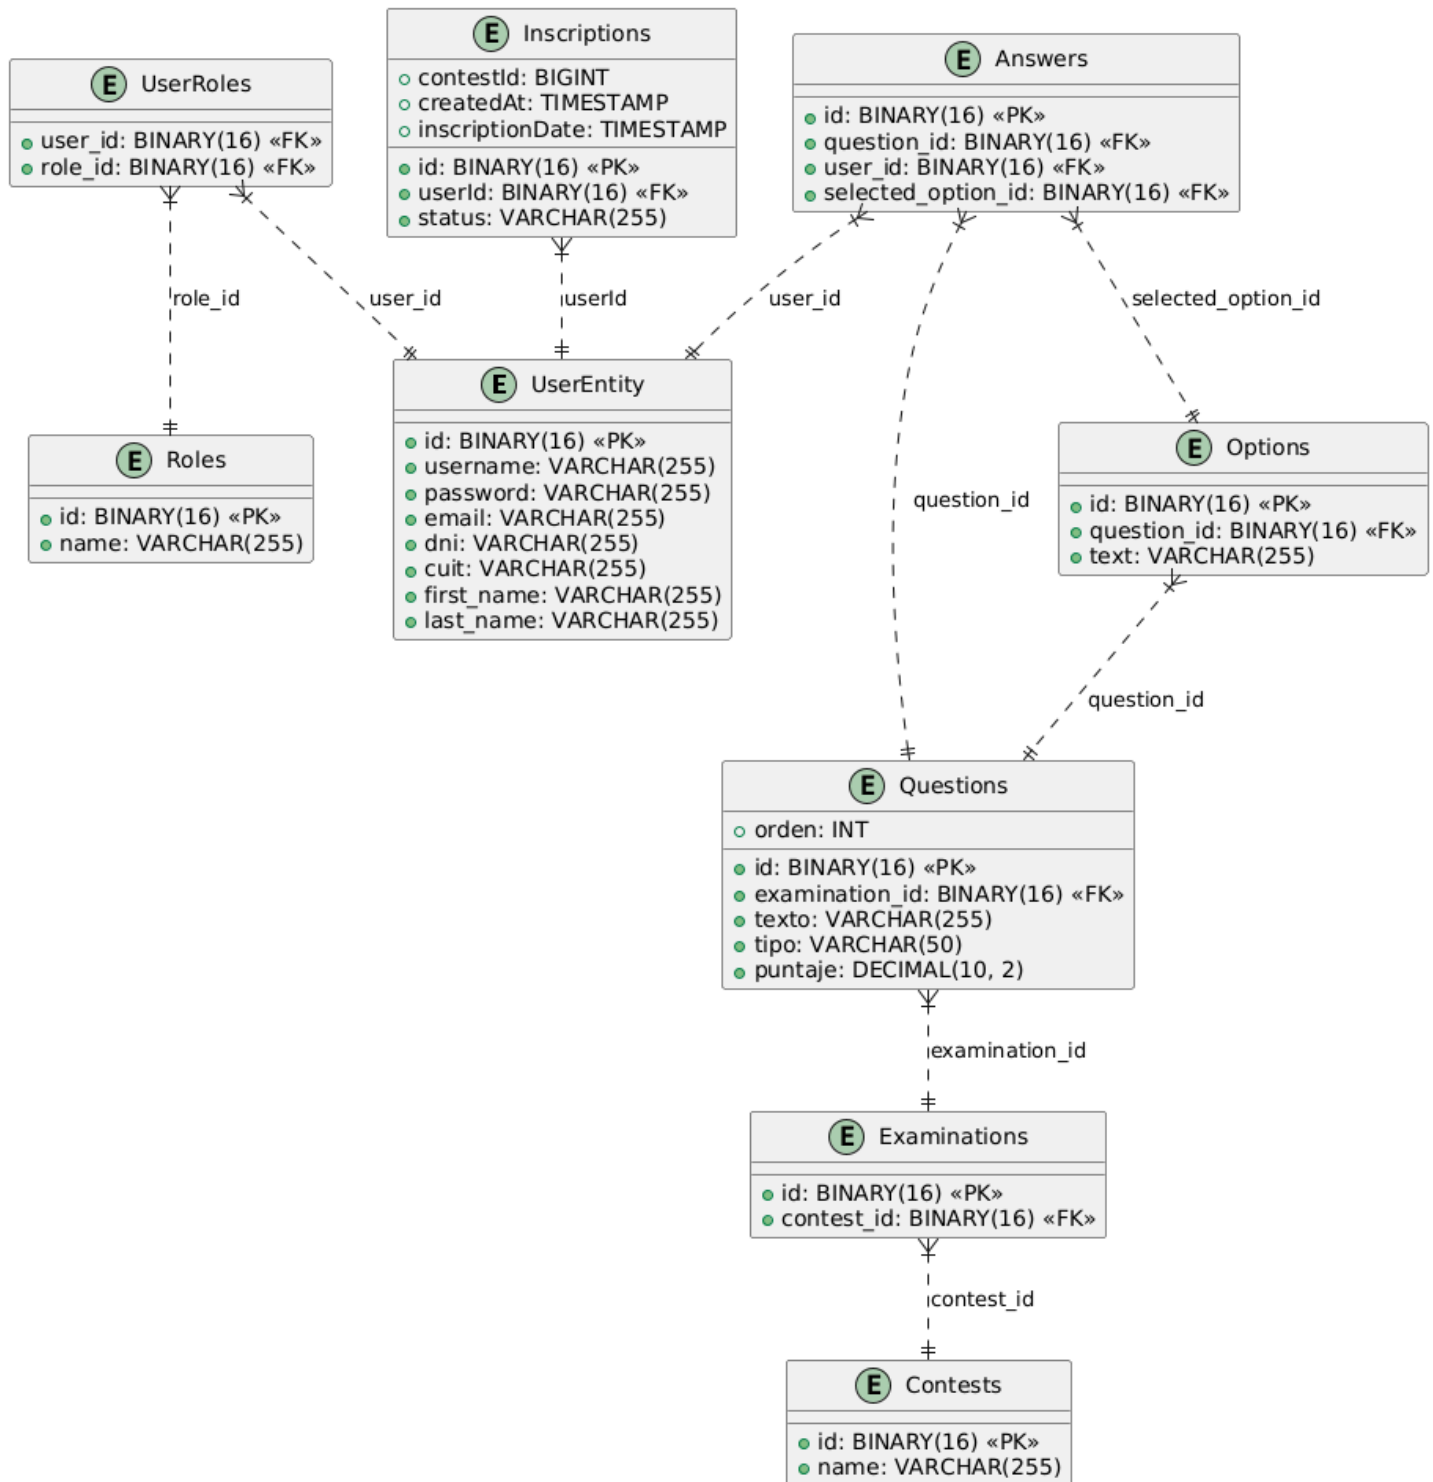 E Inscriptions
contestId: BIGINT
createdAt: TIMESTAMP
inscriptionDate: TIMESTAMP
id: BINARY(16) «PK»
userId: BINARY(16) «FK»
status: VARCHAR(255)
E UserRoles
user_id: BINARY(16) «FK»
role_id: BINARY(16) «FK»
E Answers
id: BINARY(16) «PK»
question_id: BINARY(16) «FK»
user_id: BINARY(16) «FK»
selected_option_id: BINARY(16) «FK»
role_id
user_id
userId
user_id
selected_option_id
E UserEntity
id: BINARY(16) «PK»
username: VARCHAR(255)
password: VARCHAR(255)
email: VARCHAR(255)
dni: VARCHAR(255)
cuit: VARCHAR(255)
first_name: VARCHAR(255)
last_name: VARCHAR(255)
E Roles
id: BINARY(16) «PK»
name: VARCHAR(255)
E Options
id: BINARY(16) «PK»
question_id: BINARY(16) «FK»
text: VARCHAR(255)
question_id
question_id
E Questions
orden: INT
id: BINARY(16) «PK»
examination_id: BINARY(16) «FK»
texto: VARCHAR(255)
tipo: VARCHAR(50)
puntaje: DECIMAL(10, 2)
examination_id
E Examinations
id: BINARY(16) «PK»
contest_id: BINARY(16) «FK»
contest_id
E Contests
id: BINARY(16) «PK»
name: VARCHAR(255)